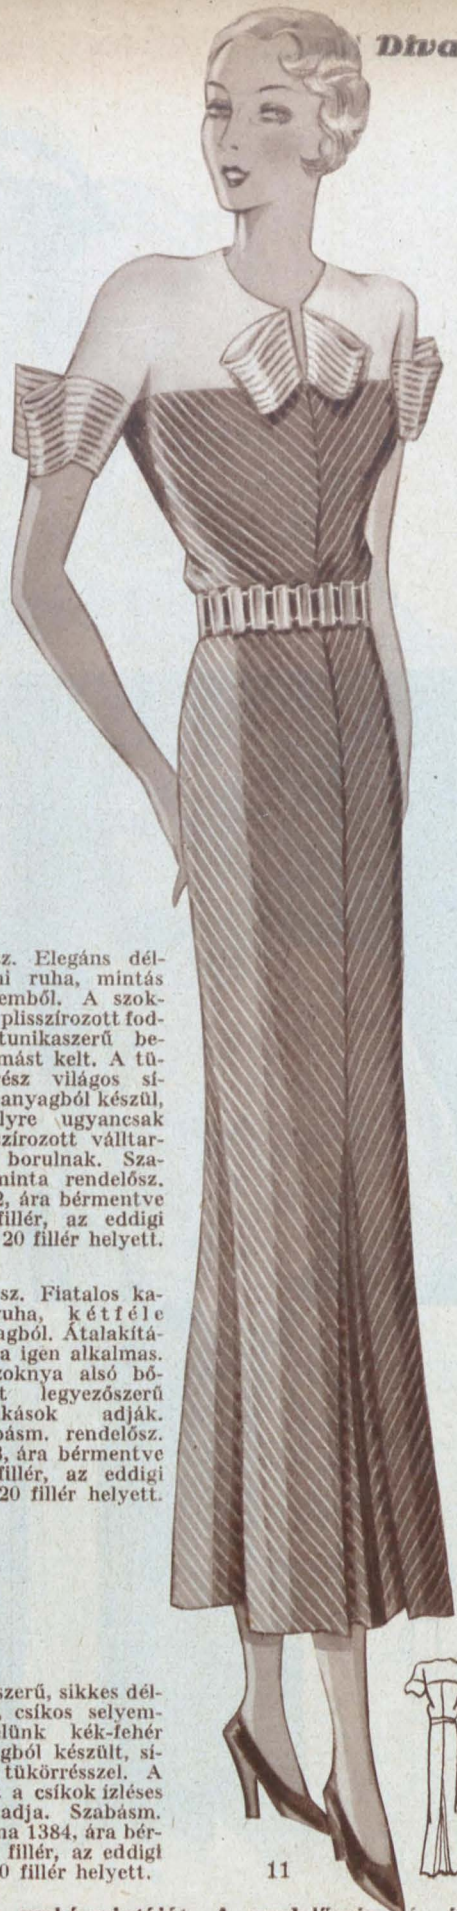 Diva
z. Elegáns dél-
ni ruha, mintás
emből. A szok-
plisszírozott fod-
tunikaszerű be-
mást kelt. A tü-
ész világos sí-
anyagból készül,
lyre ugyancsak
szírozott válltar-
borulnak. Sza-
minta rendelősz.
2, ára bérmentve
fillér, az eddigi
20 fillér helyett.
sz. Fiatalos ka-
ruha, kétféle
agból. Átalakítá-
a igen alkalmas.
zoknya alsó bő-
t legyezőszerű
kások adják.
básm. rendelősz.
3, ára bérmentve
fillér, az eddigi
20 fillér helyett.
szerű, sikkes dél-
, csíkos selyem-
lünk kék-fehér
gból készült, sí-
tükörrésszel. A
a csíkok ízléses
adja. Szabásm.
na 1384, ára bér-
fillér, az eddigi
0 fillér helyett.
11